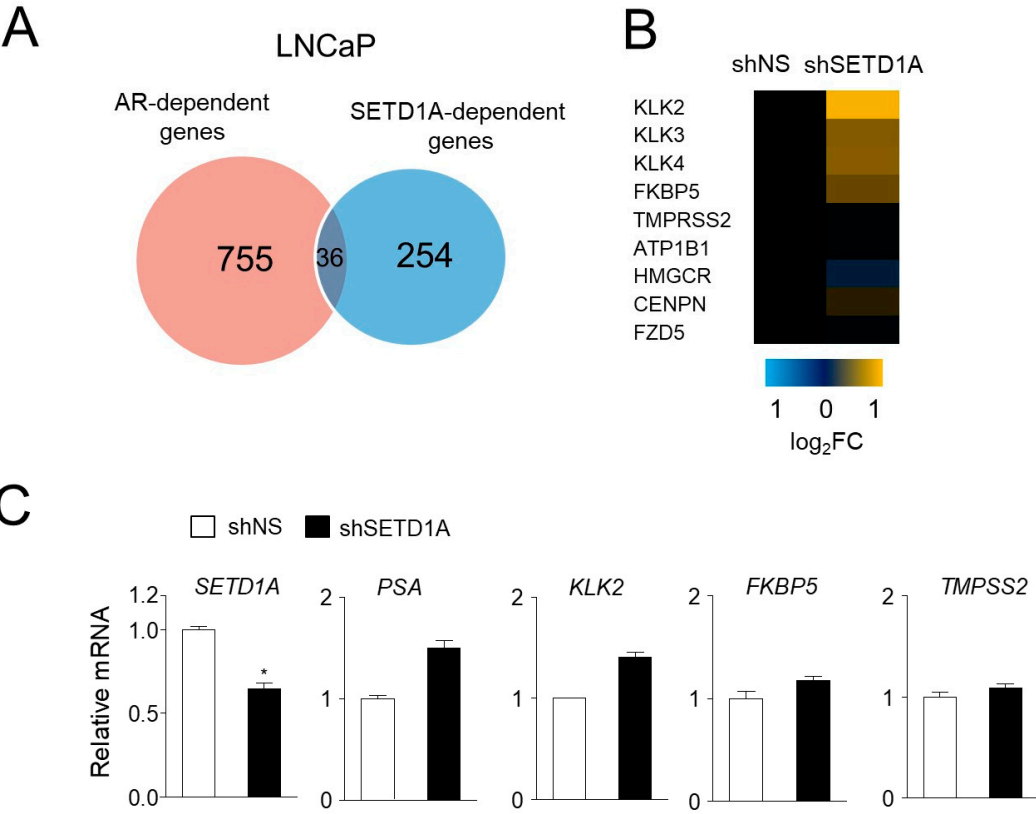 A
LNCaP
AR-dependent
genes
SETD1A-dependent
genes
755
36
254
B
shNS shSETD1A
KLK2
KLK3
KLK4
FKBP5
TMPRSS2
ATP1B1
HMGCR
CENPN
FZD5
1 0 1
log₂FC
C
shNS shSETD1A
Relative mRNA
SETD1A
1.2
1.0
0.5
0.0
*
PSA
2
1
0
KLK2
2
1
0
FKBP5
2
1
0
TMPSS2
2
1
0